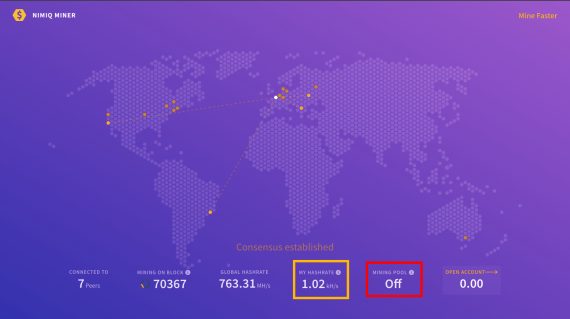 NIMIQ MINER
Mine Faster
Consensus established
CONNECTED TO
7 Peers
MINING ON BLOCK
70367
GLOBAL HASHRATE
763.31 MH/s
MY HASHRATE
1.02 kH/s
MINING POOL
Off
OPEN ACCOUNT
0.00